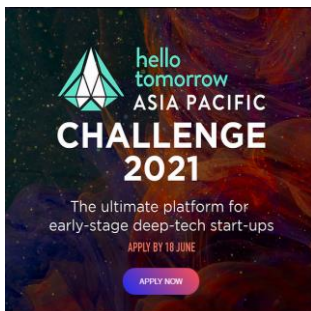 hello
tomorrow
ASIA PACIFIC
CHALLENGE
2021
The ultimate platform for
early-stage deep-tech start-ups
APPLY BY 18 JUNE
APPLY NOW